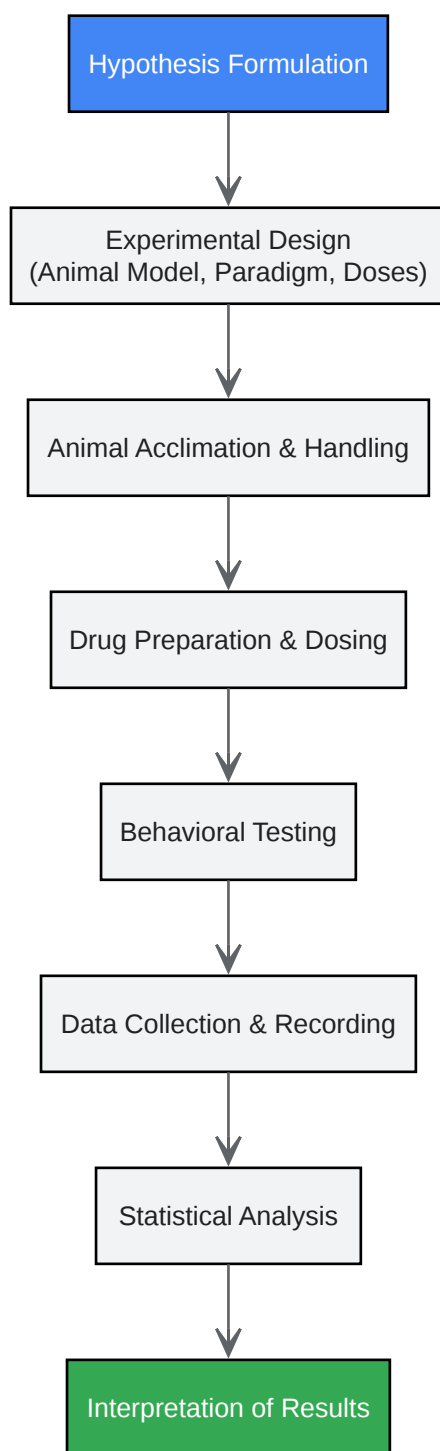 Hypothesis Formulation
Experimental Design
(Animal Model, Paradigm, Doses)
Animal Acclimation & Handling
Drug Preparation & Dosing
Behavioral Testing
Data Collection & Recording
Statistical Analysis
Interpretation of Results